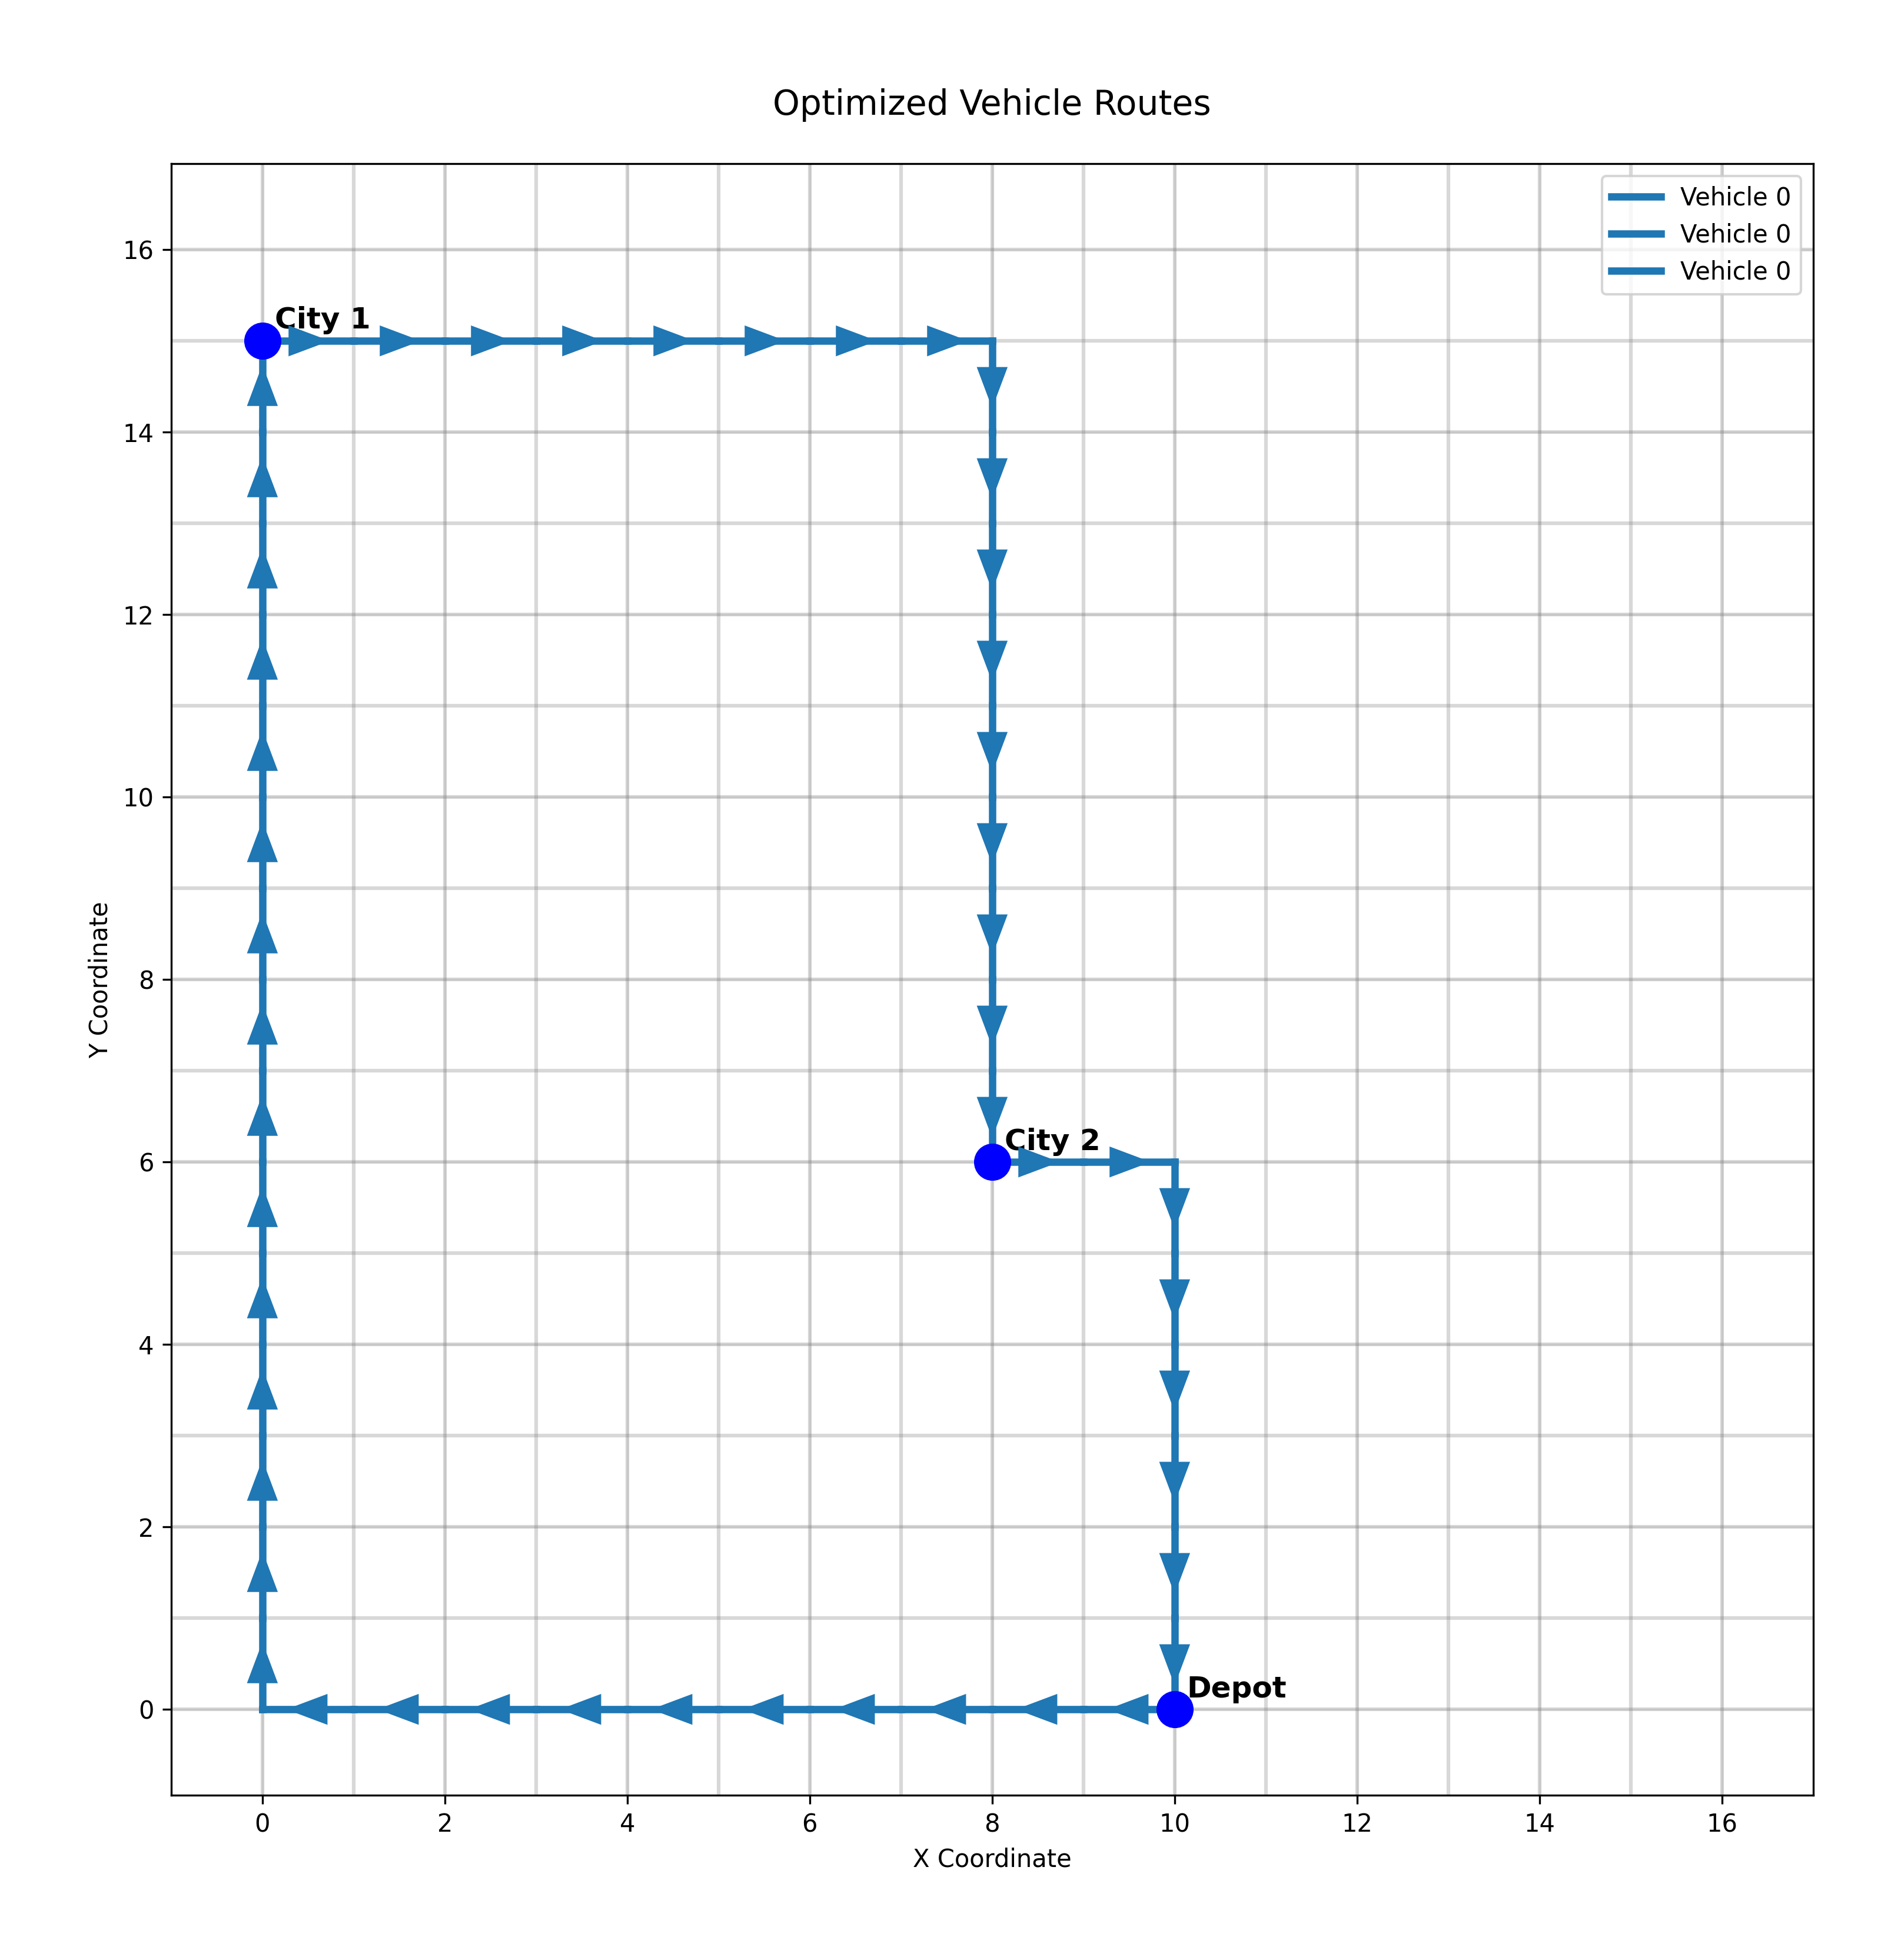 Optimized Vehicle Routes
Vehicle 0
Vehicle 0
Vehicle 0
16
14
12
10
8
6
4
2
0
Y Coordinate
City 1
City 2
Depot
0 2 4 6 8 10 12 14 16
X Coordinate